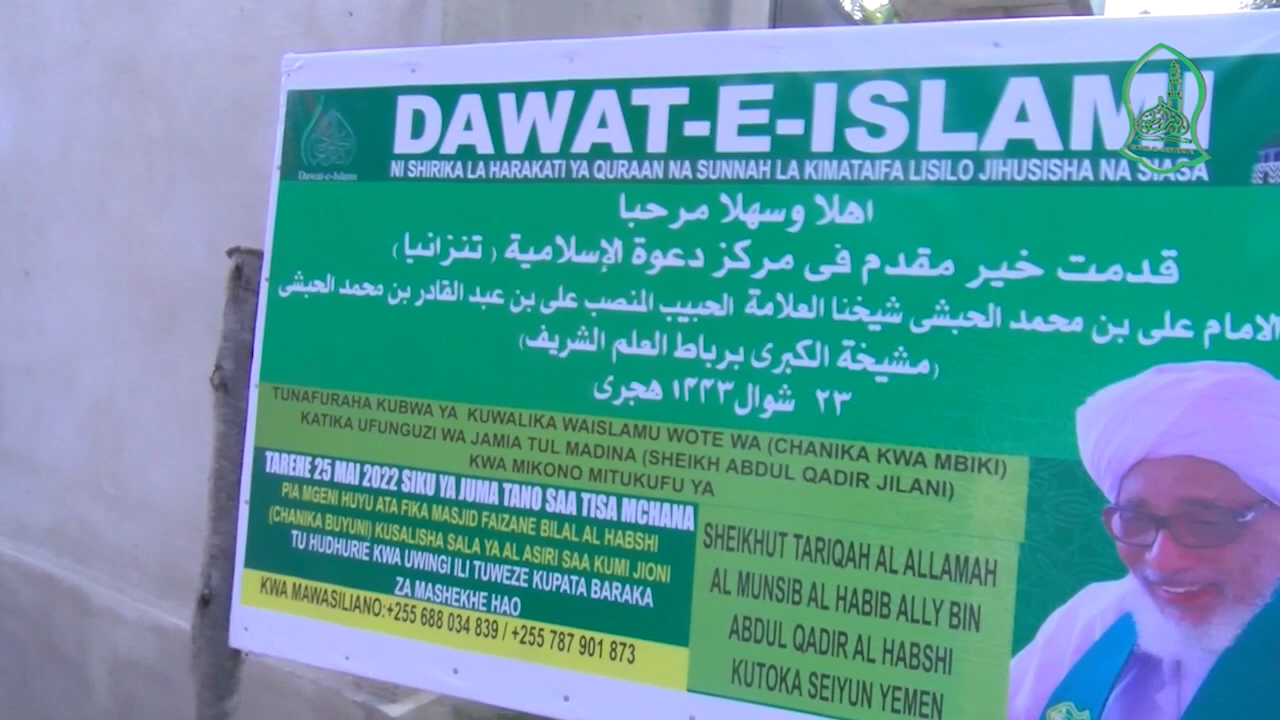 DAWAT-E-ISLAMI
Dawat-e-Islami
NI SHIRIKA LA HARAKATI YA QURAAN NA SUNNAH LA KIMATAIFA LISILO JIHUSISHA NA SIASA
اهلا وسهلا مرحبا
قدمت خير مقدم فى مركز دعوة الإسلامية (تنزانيا)
الامام على بن محمد الحبشى شيخنا العلامة الحبيب المنصب على بن عبد القادر بن محمد الحبشى
(مشيخة الكبرى برباط العلم الشريف)
٢٣ شوال ١٤٤٣ هجرى
TUNAFURAHA KUBWA YA KUWALIKA WAISLAMU WOTE WA (CHANIKA KWA MBIKI)
KATIKA UFUNGUZI WA JAMIA TUL MADINA (SHEIKH ABDUL QADIR JILANI)
KWA MIKONO MITUKUFU YA
TAREHE 25 MAI 2022 SIKU YA JUMA TANO SAA TISA MCHANA
PIA MGENI HUYU ATA FIKA MASJID FAIZANE BILAL AL HABSHI
(CHANIKA BUYUNI) KUSALISHA SALA YA AL ASIRI SAA KUMI JIONI
TU HUDHURIE KWA UWINGI ILI TUWEZE KUPATA BARAKA
ZA MASHEKHE HAO
KWA MAWASILIANO:+255 688 034 839 / +255 787 901 873
SHEIKHUT TARIQAH AL ALLAMAH
AL MUNSIB AL HABIB ALLY BIN
ABDUL QADIR AL HABSHI
KUTOKA SEIYUN YEMEN